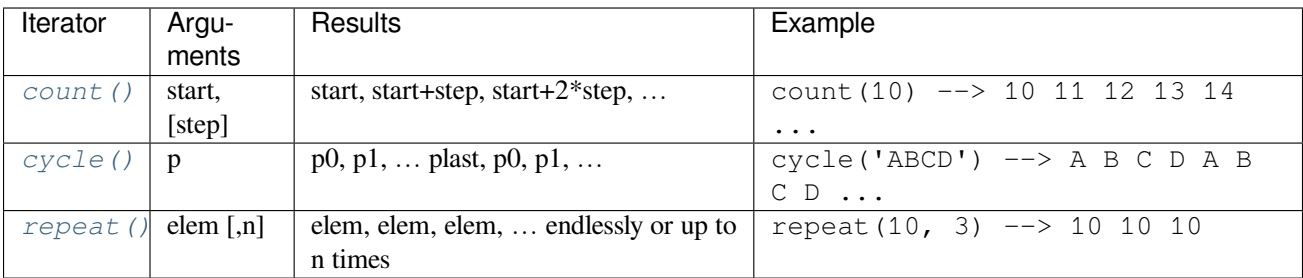 Iterator Argu- Results Example
ments
count() start, start, start+step, start+2*step, … count(10) --> 10 11 12 13 14
[step] ...
cycle() p p0, p1, … plast, p0, p1, … cycle('ABCD') --> A B C D A B
C D ...
repeat() elem [,n] elem, elem, elem, … endlessly or up to repeat(10, 3) --> 10 10 10
n times